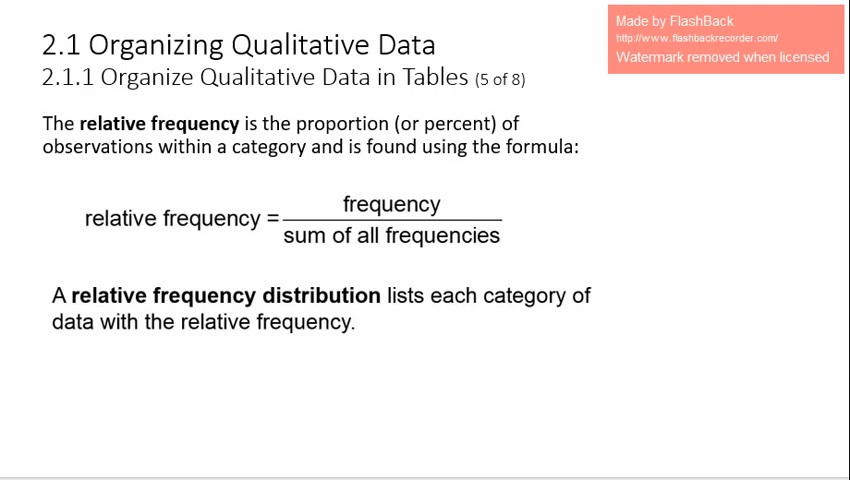 2.1 Organizing Qualitative Data
2.1.1 Organize Qualitative Data in Tables (5 of 8)
Made by FlashBack
http://www.flashbackrecorder.com/
Watermark removed when licensed
The relative frequency is the proportion (or percent) of
observations within a category and is found using the formula:
relative frequency = frequency
sum of all frequencies
A relative frequency distribution lists each category of
data with the relative frequency.